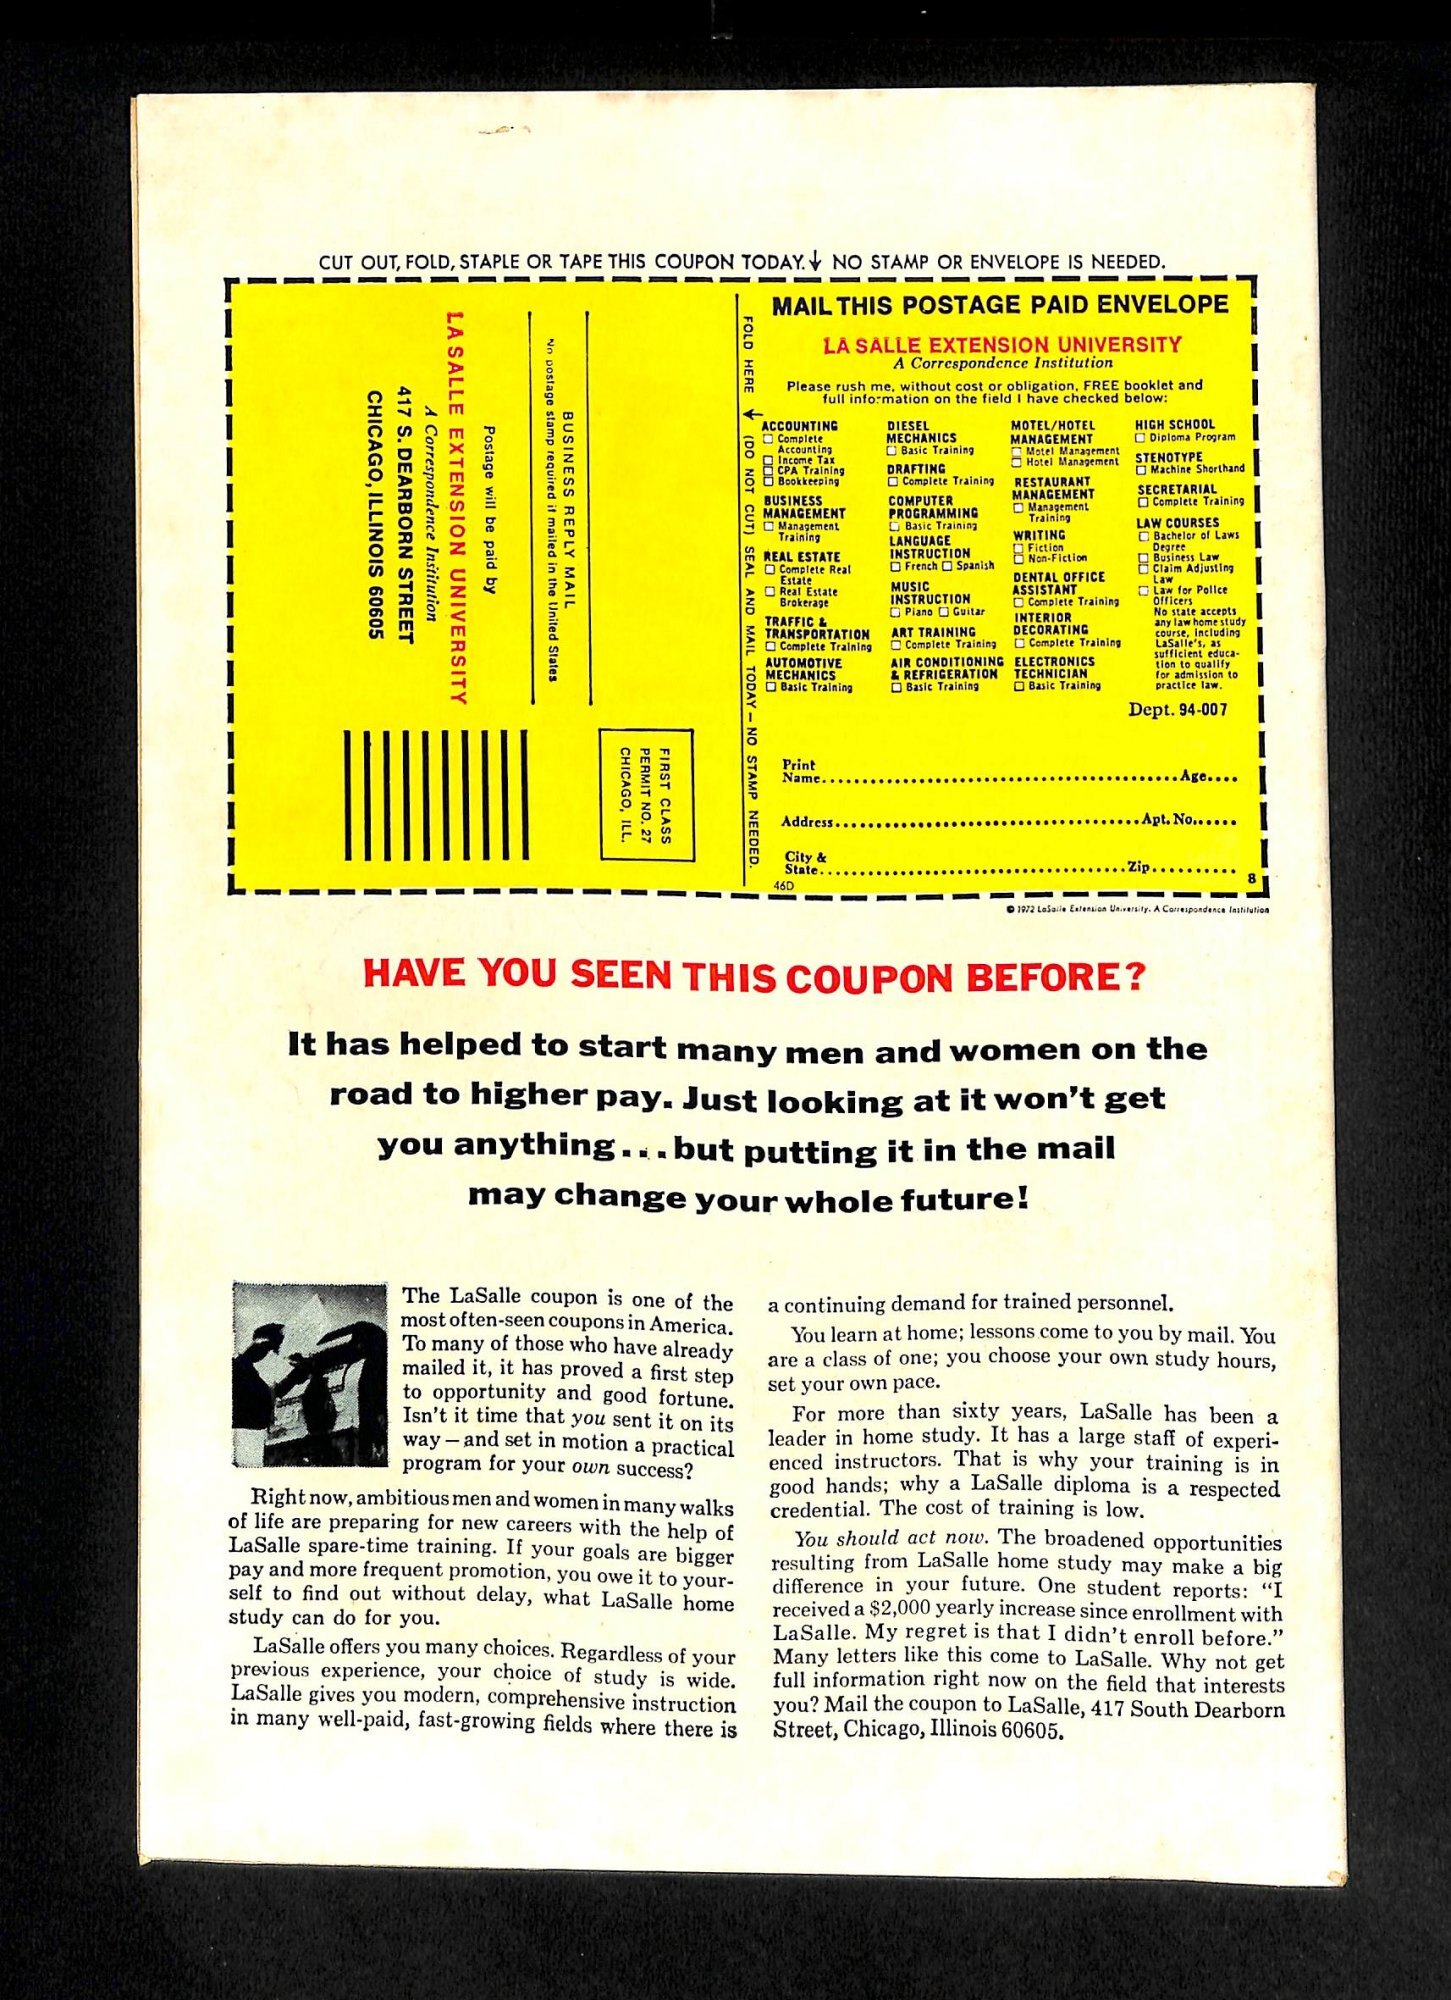 CUT OUT, FOLD, STAPLE OR TAPE THIS COUPON TODAY.↓ NO STAMP OR ENVELOPE IS NEEDED.
FIRST CLASS
PERMIT NO. 27
CHICAGO, ILL.
BUSINESS REPLY MAIL
No postage stamp required if mailed in the United States
Postage will be paid by
LA SALLE EXTENSION UNIVERSITY
A Correspondence Institution
417 S. DEARBORN STREET
CHICAGO, ILLINOIS 60605
FOLD HERE ↓ (DO NOT CUT) SEAL AND MAIL TODAY — NO STAMP NEEDED.
MAIL THIS POSTAGE PAID ENVELOPE
LA SALLE EXTENSION UNIVERSITY
A Correspondence Institution
Please rush me, without cost or obligation, FREE booklet and
full information on the field I have checked below:
ACCOUNTING
☐ Complete
Accounting
☐ Income Tax
☐ CPA Training
☐ Bookkeeping
BUSINESS
MANAGEMENT
☐ Management
Training
REAL ESTATE
☐ Complete Real
Estate
☐ Real Estate
Brokerage
TRAFFIC &
TRANSPORTATION
☐ Complete Training
AUTOMOTIVE
MECHANICS
☐ Basic Training
DIESEL
MECHANICS
☐ Basic Training
DRAFTING
☐ Complete Training
COMPUTER
PROGRAMMING
☐ Basic Training
LANGUAGE
INSTRUCTION
☐ French ☐ Spanish
MUSIC
INSTRUCTION
☐ Piano ☐ Guitar
ART TRAINING
☐ Complete Training
AIR CONDITIONING
& REFRIGERATION
☐ Basic Training
MOTEL/HOTEL
MANAGEMENT
☐ Motel Management
☐ Hotel Management
RESTAURANT
MANAGEMENT
☐ Management
Training
WRITING
☐ Fiction
☐ Non-Fiction
DENTAL OFFICE
ASSISTANT
☐ Complete Training
INTERIOR
DECORATING
☐ Complete Training
ELECTRONICS
TECHNICIAN
☐ Basic Training
HIGH SCHOOL
☐ Diploma Program
STENOTYPE
☐ Machine Shorthand
SECRETARIAL
☐ Complete Training
LAW COURSES
☐ Bachelor of Laws
Degree
☐ Business Law
☐ Claim Adjusting
Law
☐ Law for Police
Officers
No state accepts
any law home study
course, including
LaSalle's, as
sufficient educa-
tion to qualify
for admission to
practice law.
Dept. 94-007
Print
Name............................................Age....
Address.....................................Apt. No......
City &
State.....................................Zip..........
46D 8
© 1972 LaSalle Extension University. A Correspondence Institution
HAVE YOU SEEN THIS COUPON BEFORE?
It has helped to start many men and women on the
road to higher pay. Just looking at it won't get
you anything...but putting it in the mail
may change your whole future!
The LaSalle coupon is one of the
most often-seen coupons in America.
To many of those who have already
mailed it, it has proved a first step
to opportunity and good fortune.
Isn't it time that you sent it on its
way—and set in motion a practical
program for your own success?
Right now, ambitious men and women in many walks
of life are preparing for new careers with the help of
LaSalle spare-time training. If your goals are bigger
pay and more frequent promotion, you owe it to your-
self to find out without delay, what LaSalle home
study can do for you.
LaSalle offers you many choices. Regardless of your
previous experience, your choice of study is wide.
LaSalle gives you modern, comprehensive instruction
in many well-paid, fast-growing fields where there is
a continuing demand for trained personnel.
You learn at home; lessons come to you by mail. You
are a class of one; you choose your own study hours,
set your own pace.
For more than sixty years, LaSalle has been a
leader in home study. It has a large staff of experi-
enced instructors. That is why your training is in
good hands; why a LaSalle diploma is a respected
credential. The cost of training is low.
You should act now. The broadened opportunities
resulting from LaSalle home study may make a big
difference in your future. One student reports: “I
received a $2,000 yearly increase since enrollment with
LaSalle. My regret is that I didn't enroll before.”
Many letters like this come to LaSalle. Why not get
full information right now on the field that interests
you? Mail the coupon to LaSalle, 417 South Dearborn
Street, Chicago, Illinois 60605.